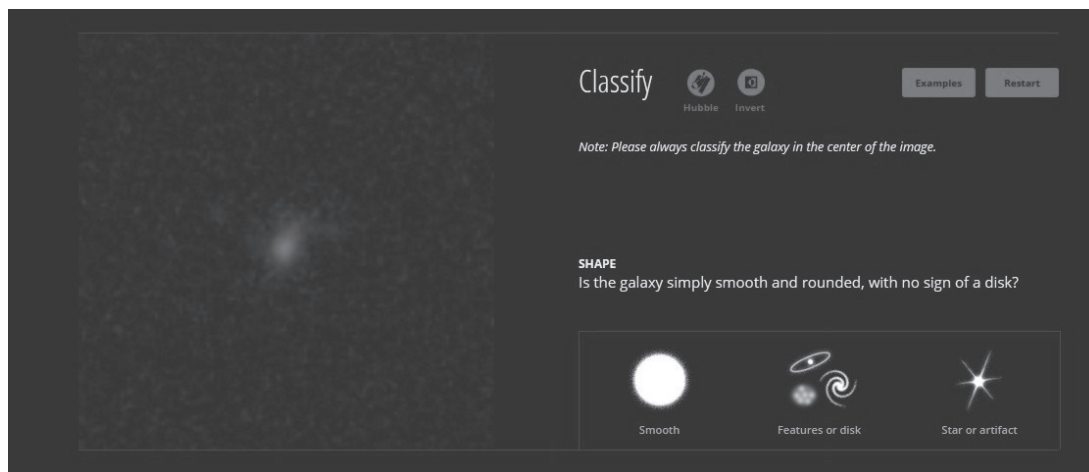 Classify
Hubble
Invert
Examples
Restart
Note: Please always classify the galaxy in the center of the image.
SHAPE
Is the galaxy simply smooth and rounded, with no sign of a disk?
Smooth
Features or disk
Star or artifact